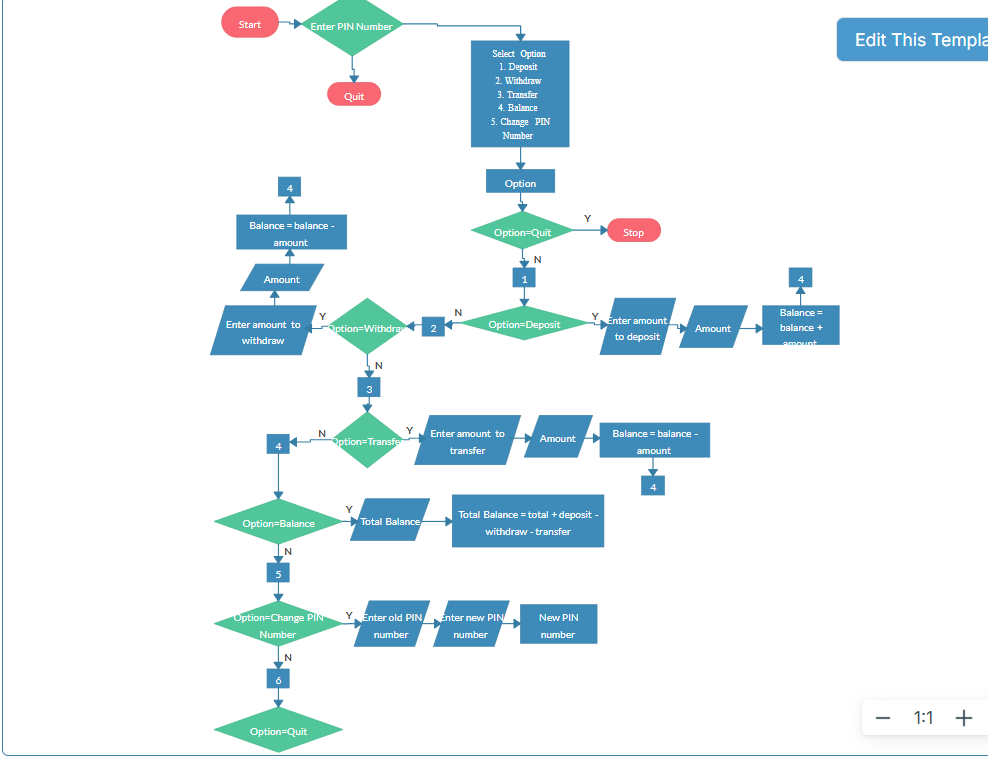 Start
Enter PIN Number
Edit This Templa
Quit
Select Option
1. Deposit
2. Withdraw
3. Transfer
4. Balance
5. Change PIN
Number
Option
4
Balance = balance -
amount
Amount
Enter amount to
withdraw
Option=Quit
Y
Stop
N
1
Option=Deposit
N
2
Y
Option=Withdraw
Y
Enter amount
to deposit
Amount
Balance =
balance +
amount
4
N
3
Option=Transfe
N
4
Y
Enter amount to
transfer
Amount
Balance = balance -
amount
4
Option=Balance
Y
Total Balance
Total Balance = total + deposit -
withdraw - transfer
N
5
Option=Change PIN
Number
Y
Enter old PIN
number
Enter new PIN
number
New PIN
number
N
6
Option=Quit
1:1